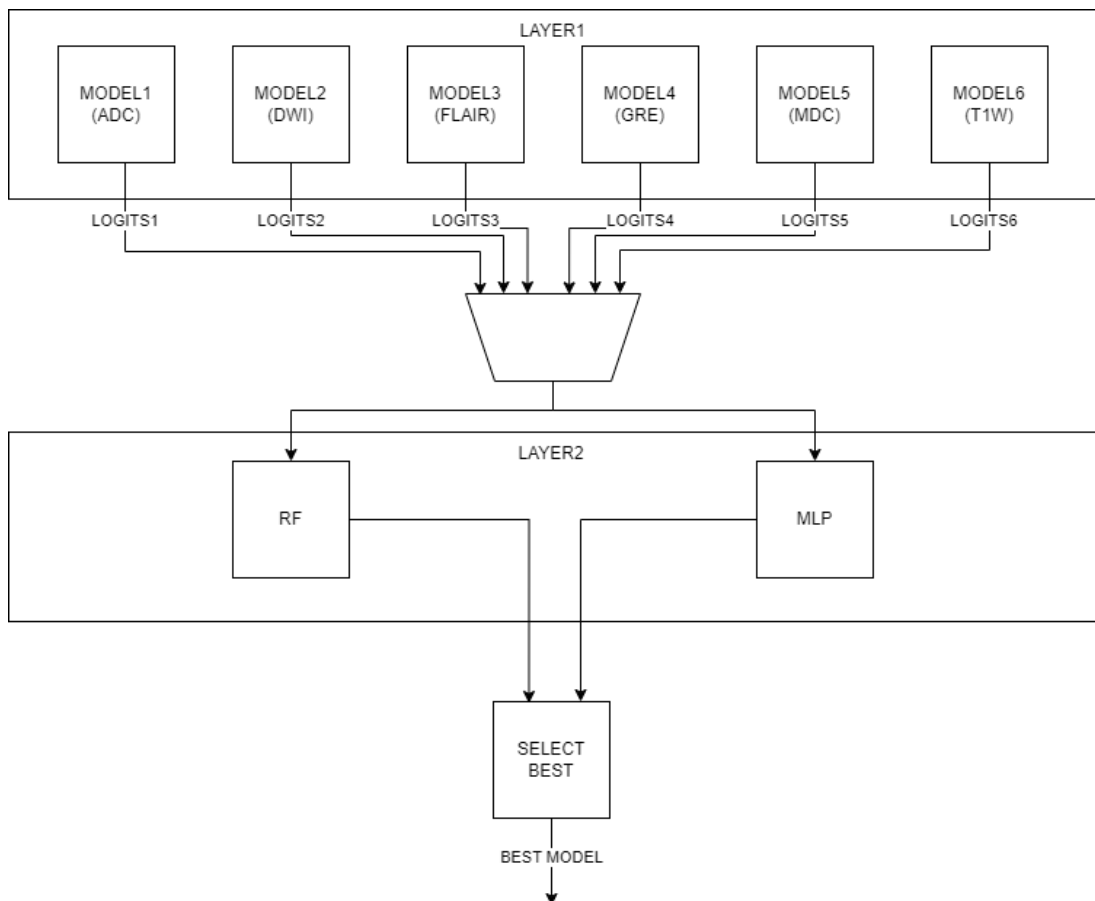 LAYER1
MODEL1
(ADC)
MODEL2
(DWI)
MODEL3
(FLAIR)
MODEL4
(GRE)
MODEL5
(MDC)
MODEL6
(T1W)
LOGITS1
LOGITS2
LOGITS3
LOGITS4
LOGITS5
LOGITS6
LAYER2
RF
MLP
SELECT
BEST
BEST MODEL